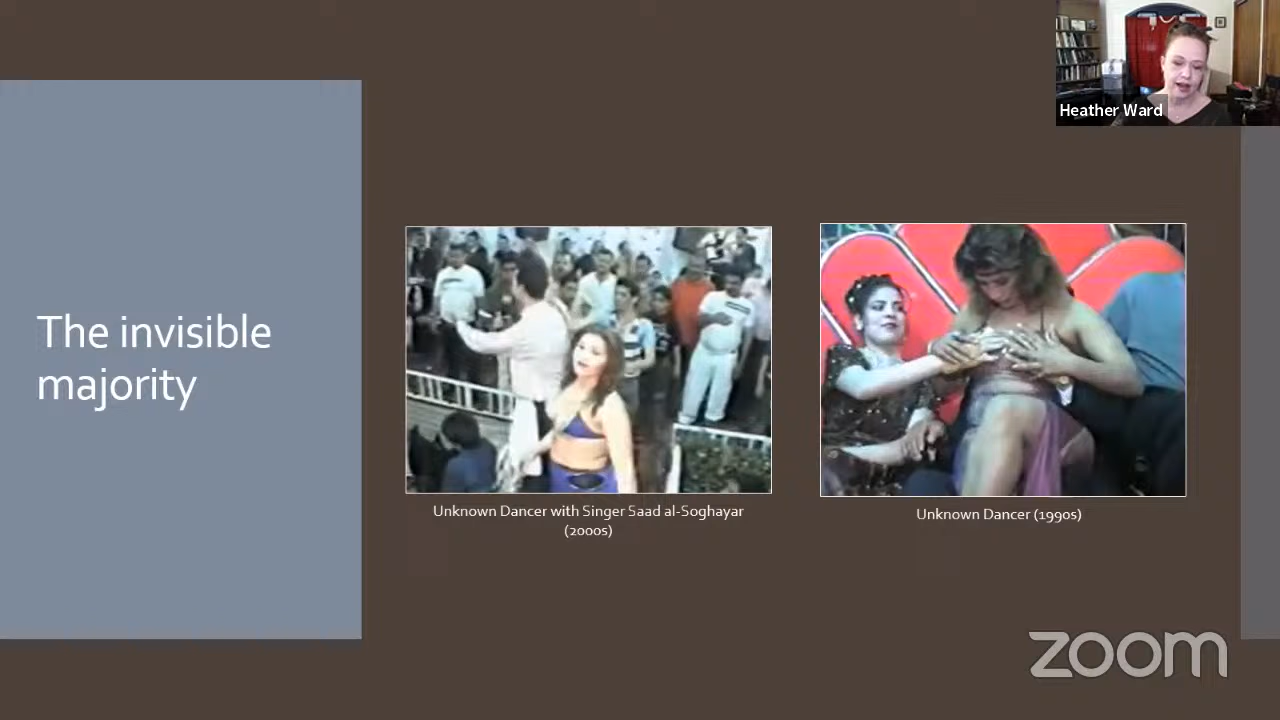 Heather Ward
The invisible
majority
Unknown Dancer with Singer Saad al-Soghayar
(2000s)
Unknown Dancer (1990s)
zoom